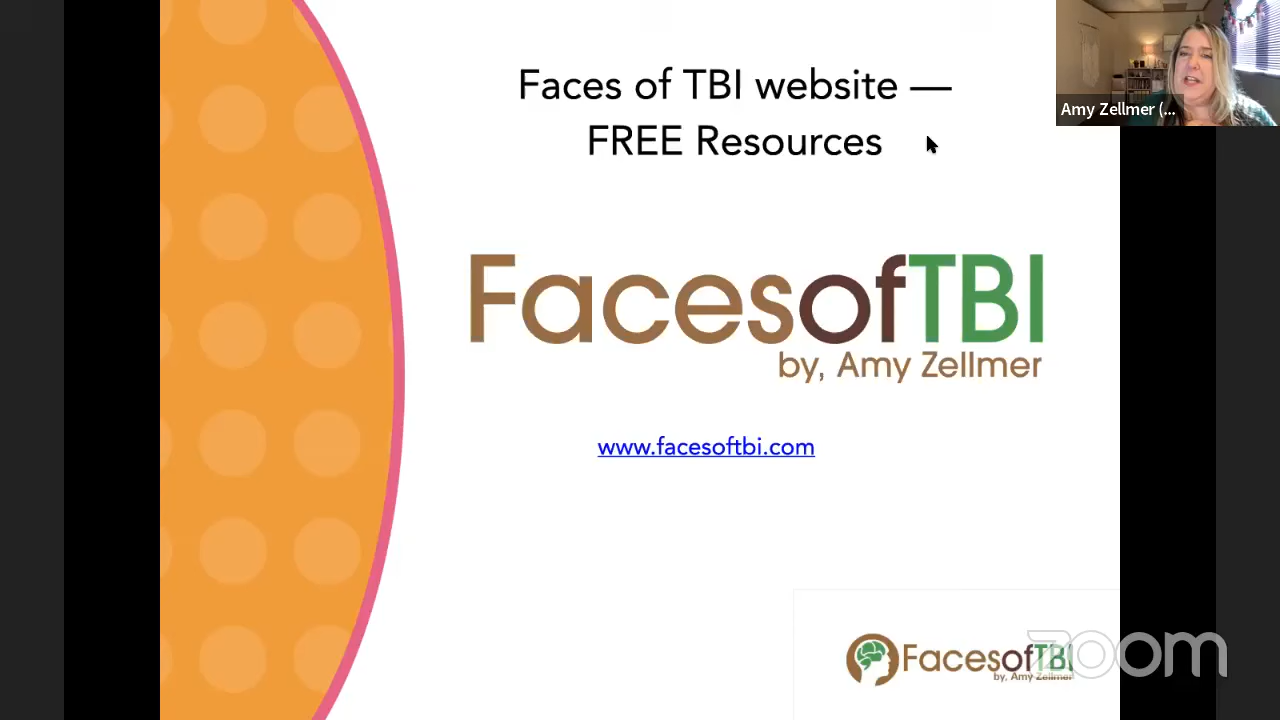 Faces of TBI website —
FREE Resources
Amy Zellmer (...
FacesofTBI
by, Amy Zellmer
www.facesoftbi.com
FacesofTBI
by, Amy Zellmer
zoom